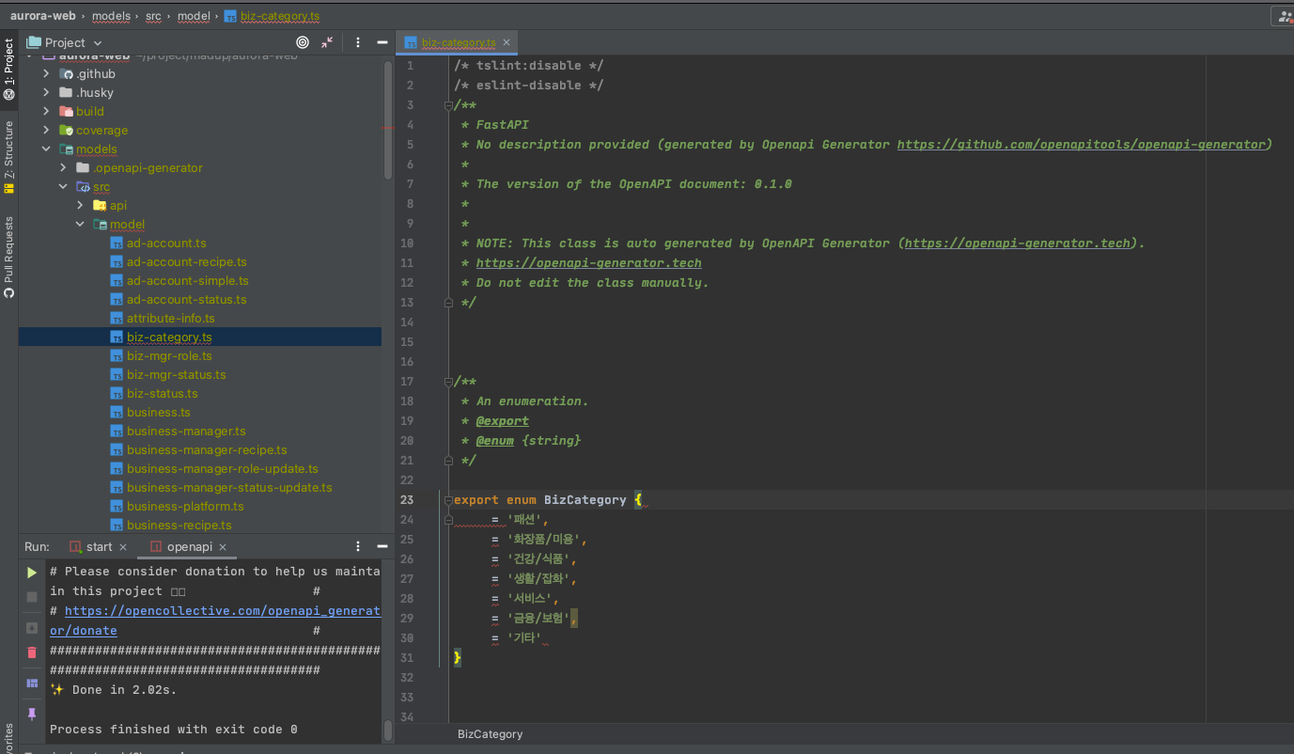 aurora-web › models › src › model › biz-category.ts
1: Project
Project
aurora-web ~/project/madup/aurora-web
.github
.husky
build
coverage
models
.openapi-generator
src
api
model
ad-account.ts
ad-account-recipe.ts
ad-account-simple.ts
ad-account-status.ts
attribute-info.ts
biz-category.ts
biz-mgr-role.ts
biz-mgr-status.ts
biz-status.ts
business.ts
business-manager.ts
business-manager-recipe.ts
business-manager-role-update.ts
business-manager-status-update.ts
business-platform.ts
business-recipe.ts
Z: Structure
Pull Requests
biz-category.ts
1 /* tslint:disable */
2 /* eslint-disable */
3 /**
4 * FastAPI
5 * No description provided (generated by Openapi Generator https://github.com/openapitools/openapi-generator)
6 *
7 * The version of the OpenAPI document: 0.1.0
8 *
9 *
10 * NOTE: This class is auto generated by OpenAPI Generator (https://openapi-generator.tech).
11 * https://openapi-generator.tech
12 * Do not edit the class manually.
13 */
14
15
16
17 /**
18 * An enumeration.
19 * @export
20 * @enum {string}
21 */
22
23 export enum BizCategory {
24 = '패션',
25 = '화장품/미용',
26 = '건강/식품',
27 = '생활/잡화',
28 = '서비스',
29 = '금융/보험',
30 = '기타'
31 }
32
33
34
BizCategory
Run: start × openapi ×
# Please consider donation to help us mainta
in this project #
# https://opencollective.com/openapi_generat
or/donate #
############################################
####################################
✨ Done in 2.02s.
Process finished with exit code 0